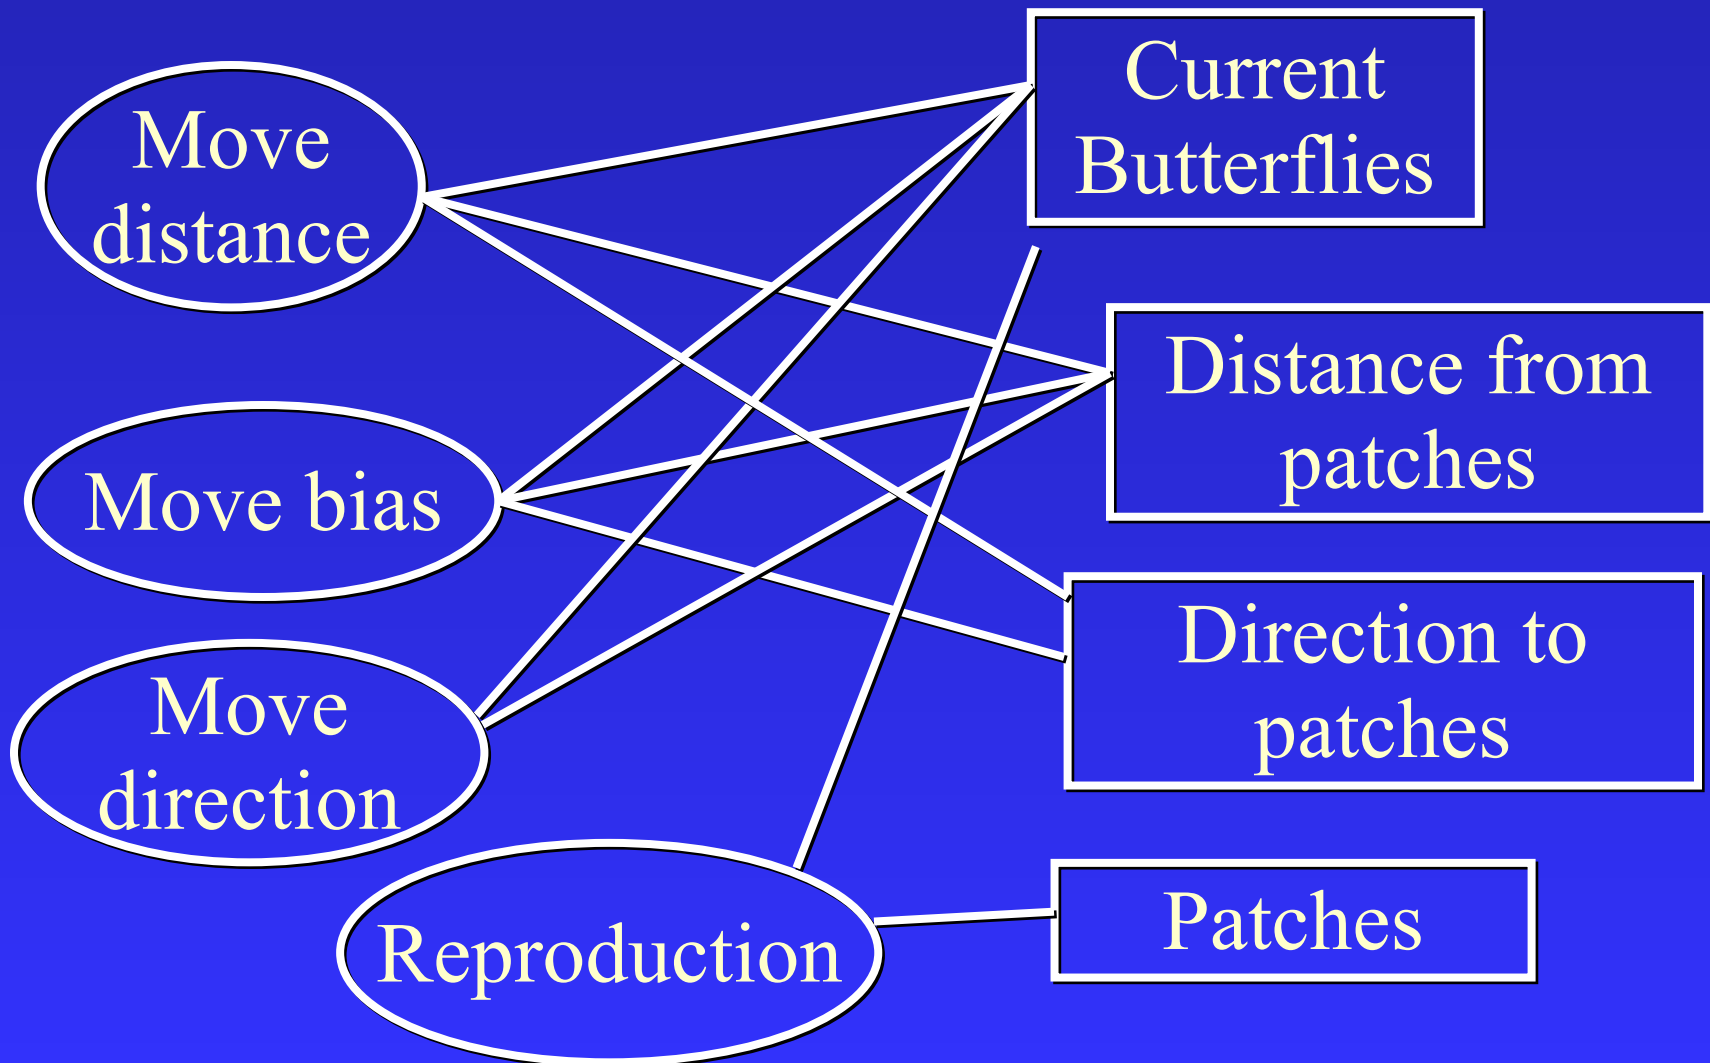 Move
distance
Move bias
Move
direction
Reproduction
Current
Butterflies
Distance from
patches
Direction to
patches
Patches